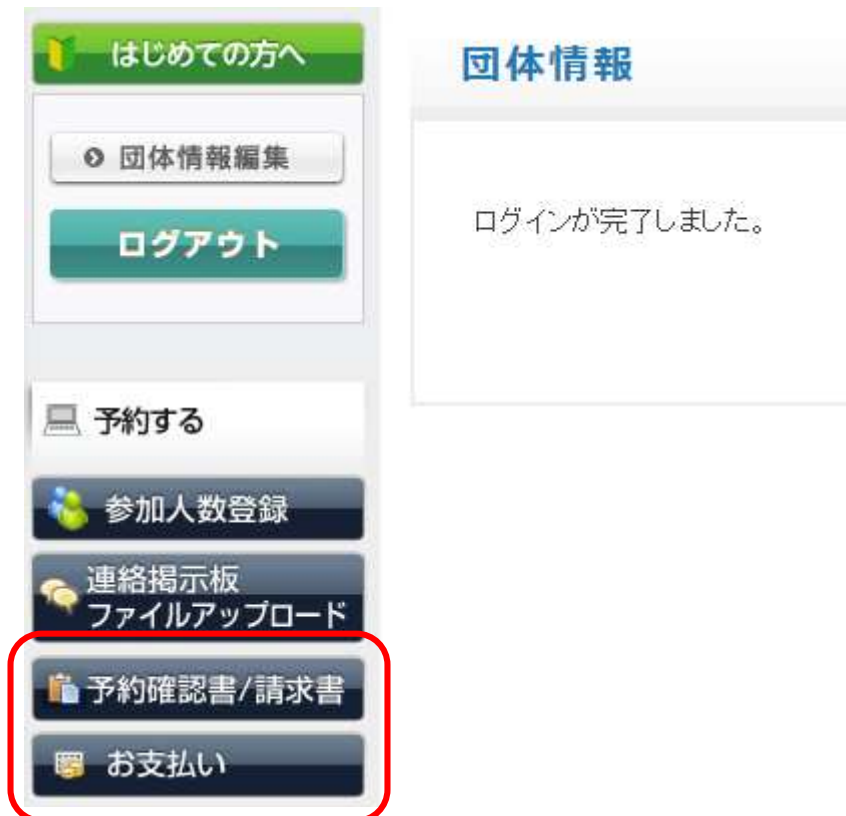 はじめての方へ
団体情報編集
ログアウト
予約する
参加人数登録
連絡掲示板
ファイルアップロード
予約確認書/請求書
お支払い
団体情報
ログインが完了しました。